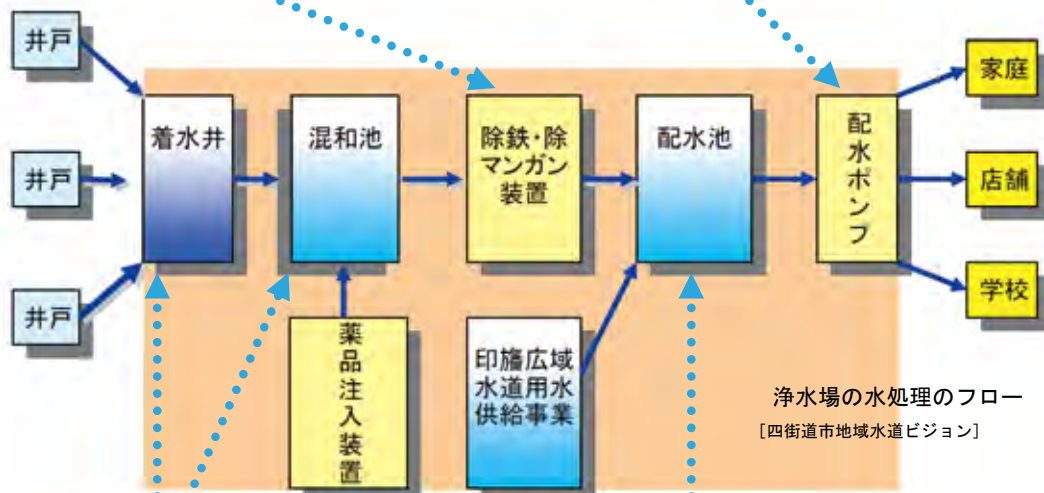 井戸
井戸
井戸
着水井
混和池
除鉄・除
マンガン
装置
配水池
配水ポンプ
家庭
店舗
学校
薬品注入装置
印旛広域
水道用水
供給事業
浄水場の水処理のフロー
[四街道市地域水道ビジョン]